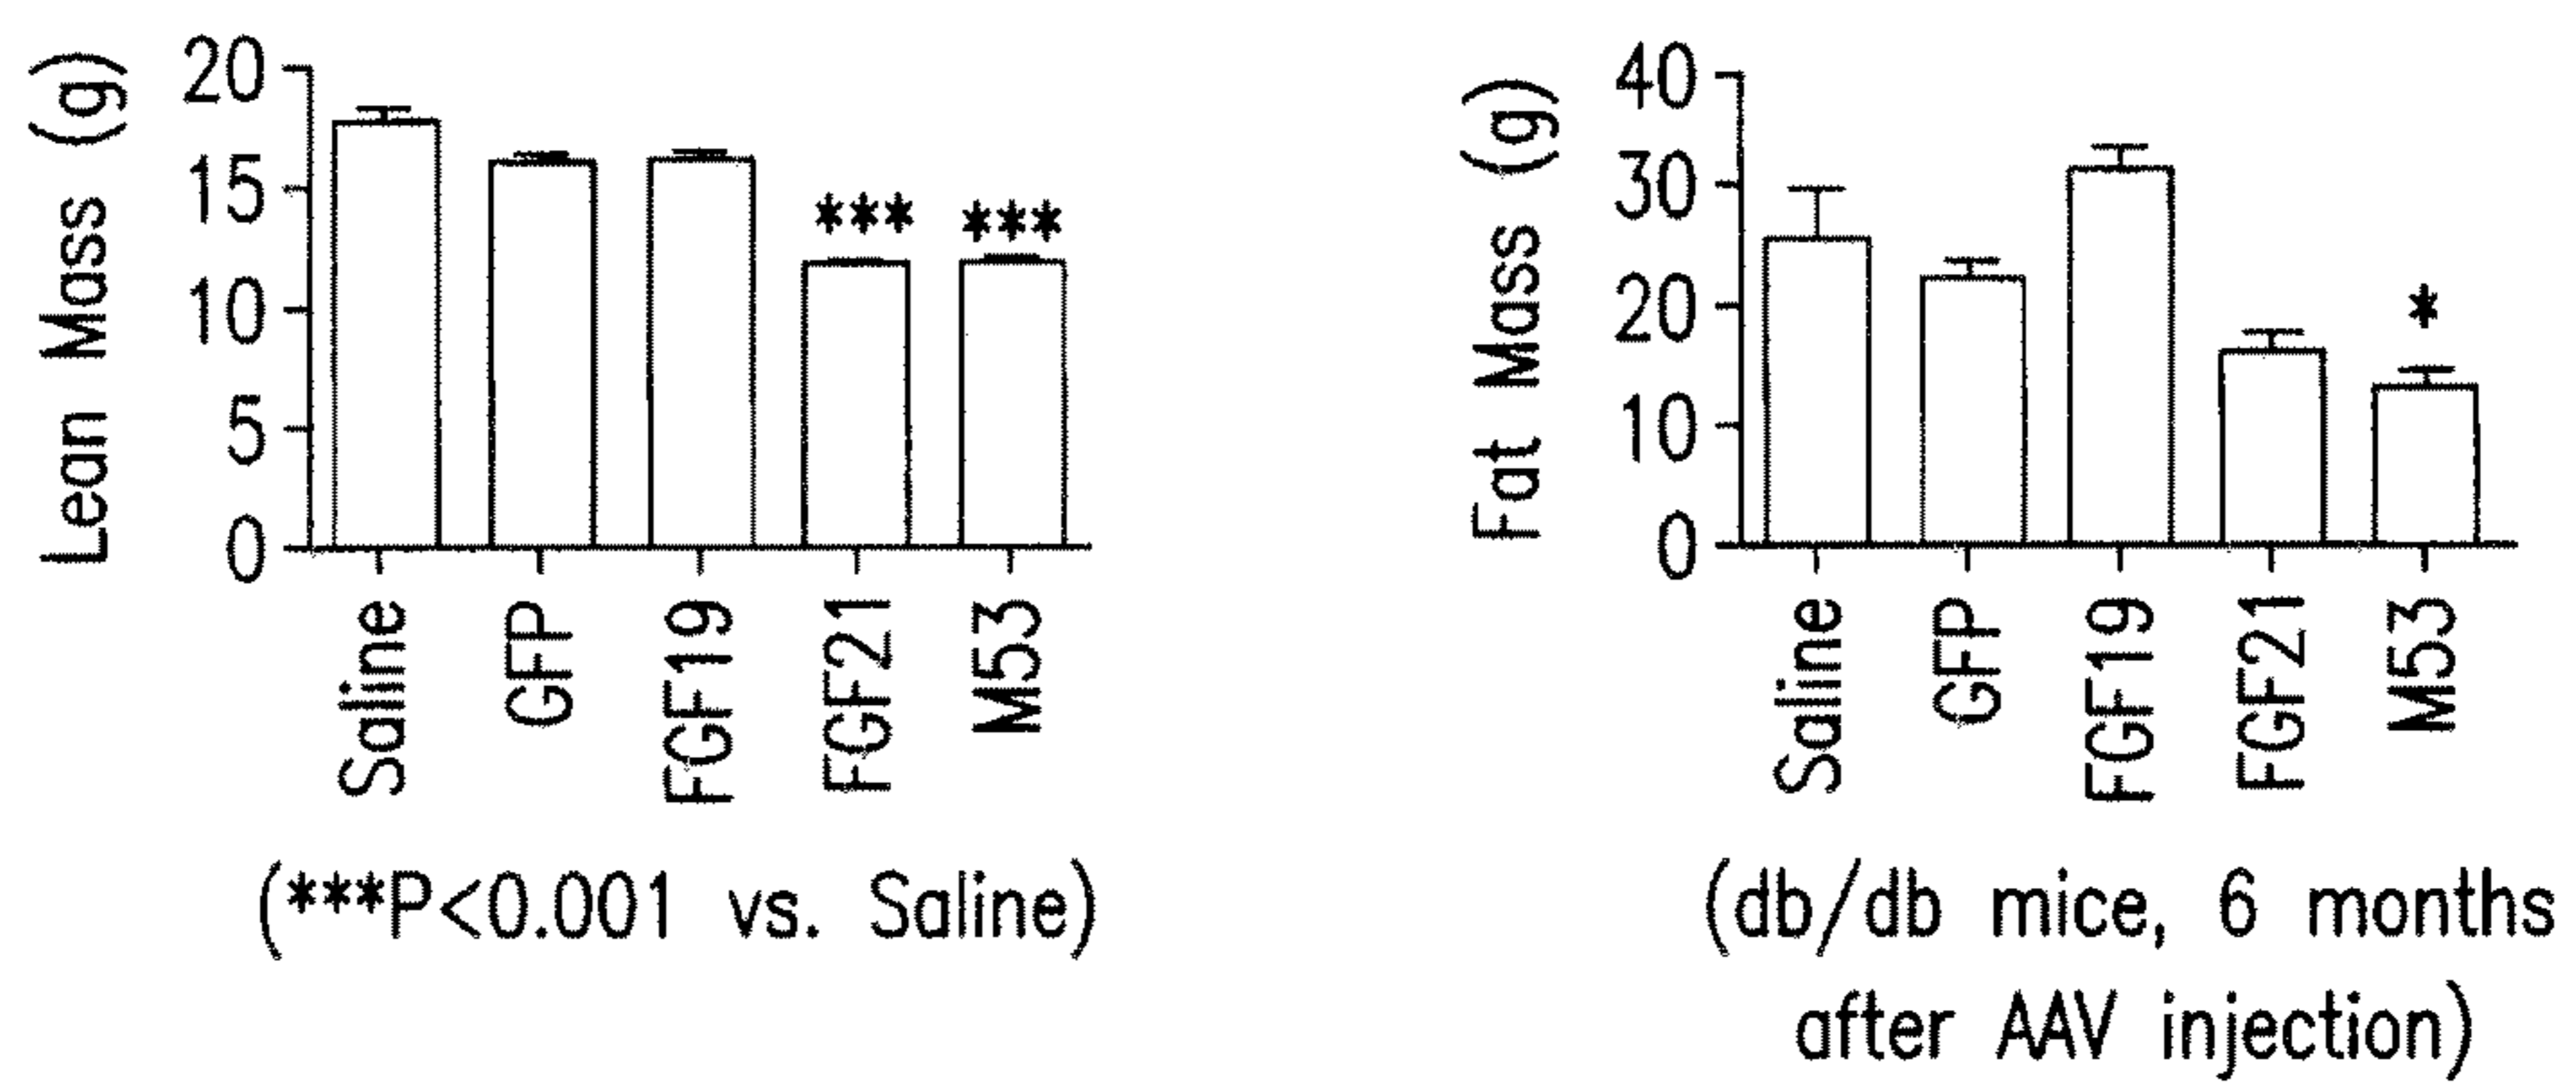 Lean Mass (g)
20
15
10
5
0
*** ***
Saline
GFP
FGF19
FGF21
M53
(***P<0.001 vs. Saline)
Fat Mass (g)
40
30
20
10
0
*
Saline
GFP
FGF19
FGF21
M53
(db/db mice, 6 months
after AAV injection)